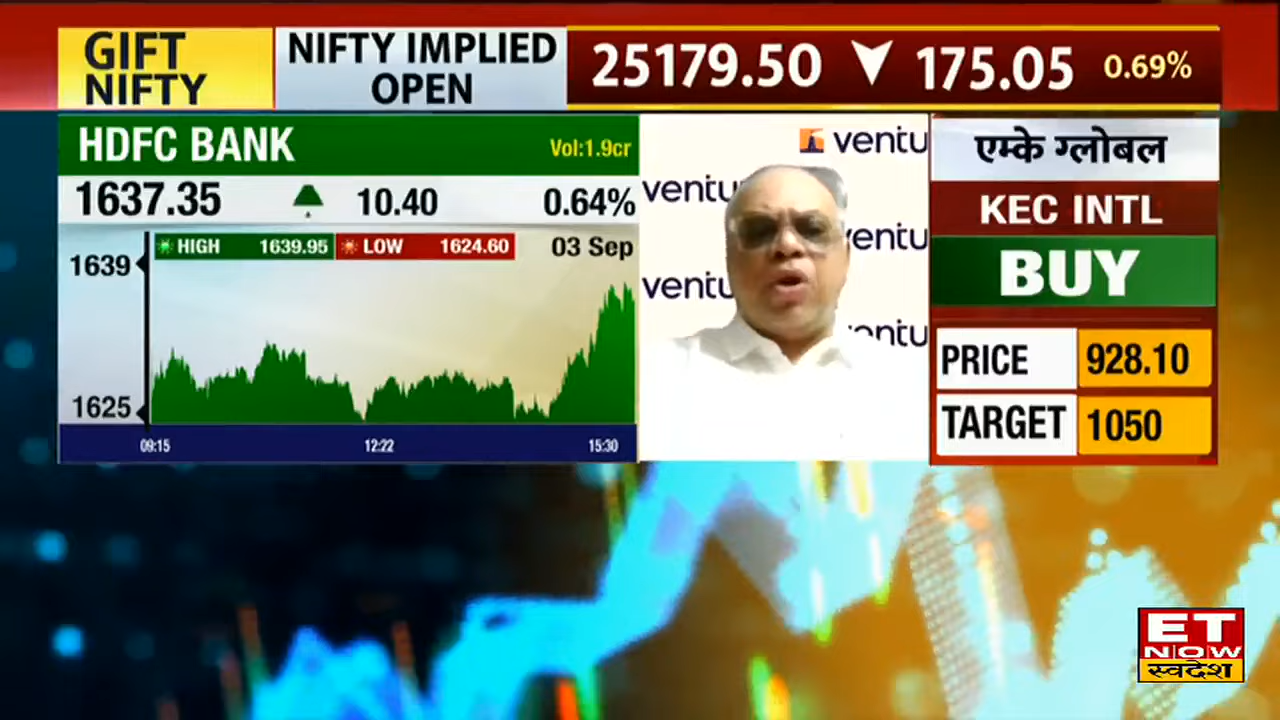 GIFT
NIFTY
NIFTY IMPLIED
OPEN
25179.50 ▼ 175.05 0.69%
HDFC BANK Vol:1.9cr
1637.35 ▲ 10.40 0.64%
HIGH 1639.95 LOW 1624.60 03 Sep
1639
1625
09:15 12:22 15:30
ventu
ventu
ventu
ventu
ventu
एम्के ग्लोबल
KEC INTL
BUY
PRICE 928.10
TARGET 1050
ET
NOW
स्वदेश